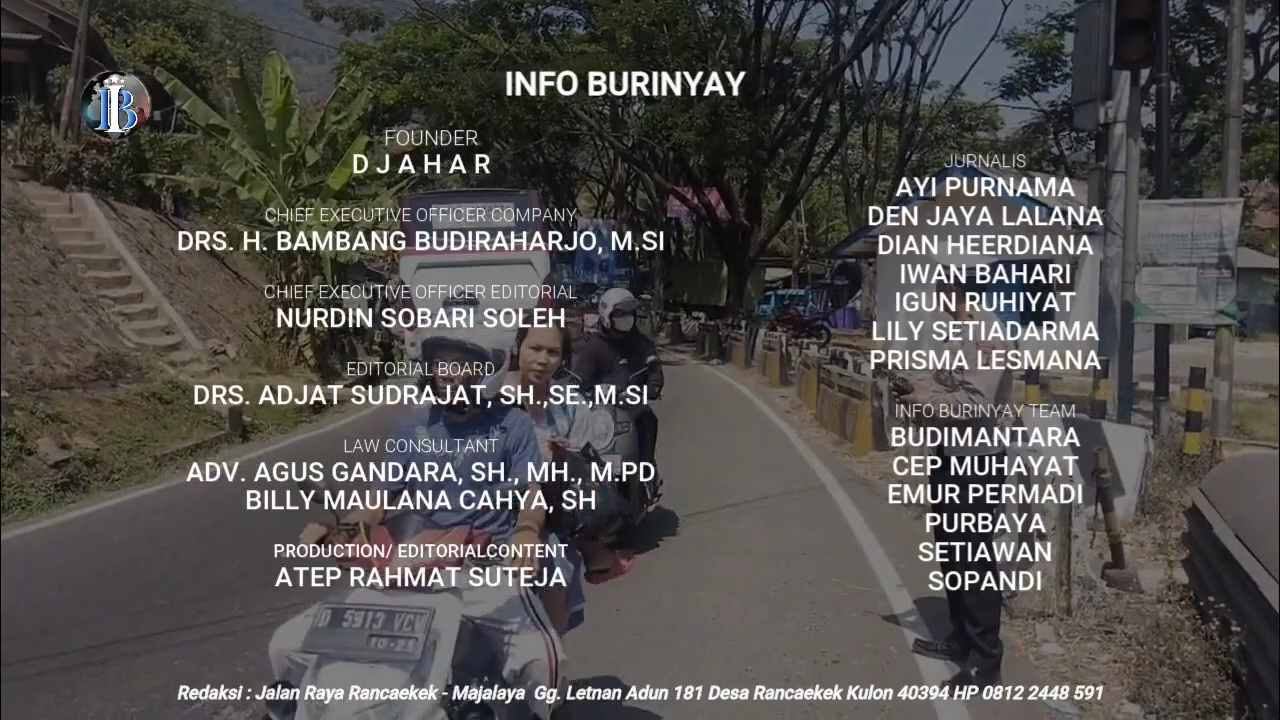 INFO BURINYAY
IB
FOUNDER
DJAHAR
CHIEF EXECUTIVE OFFICER COMPANY
DRS. H. BAMBANG BUDIRAHARJO, M.SI
CHIEF EXECUTIVE OFFICER EDITORIAL
NURDIN SOBARI SOLEH
EDITORIAL BOARD
DRS. ADJAT SUDRAJAT, SH.,SE.,M.SI
LAW CONSULTANT
ADV. AGUS GANDARA, SH., MH., M.PD
BILLY MAULANA CAHYA, SH
PRODUCTION/ EDITORIALCONTENT
ATEP RAHMAT SUTEJA
JURNALIS
AYI PURNAMA
DEN JAYA LALANA
DIAN HEERDIANA
IWAN BAHARI
IGUN RUHIYAT
LILY SETIADARMA
PRISMA LESMANA
INFO BURINYAY TEAM
BUDIMANTARA
CEP MUHAYAT
EMUR PERMADI
PURBAYA
SETIAWAN
SOPANDI
D 5913 VCV
Redaksi : Jalan Raya Rancaekek - Majalaya Gg. Letnan Adun 181 Desa Rancaekek Kulon 40394 HP 0812 2448 591